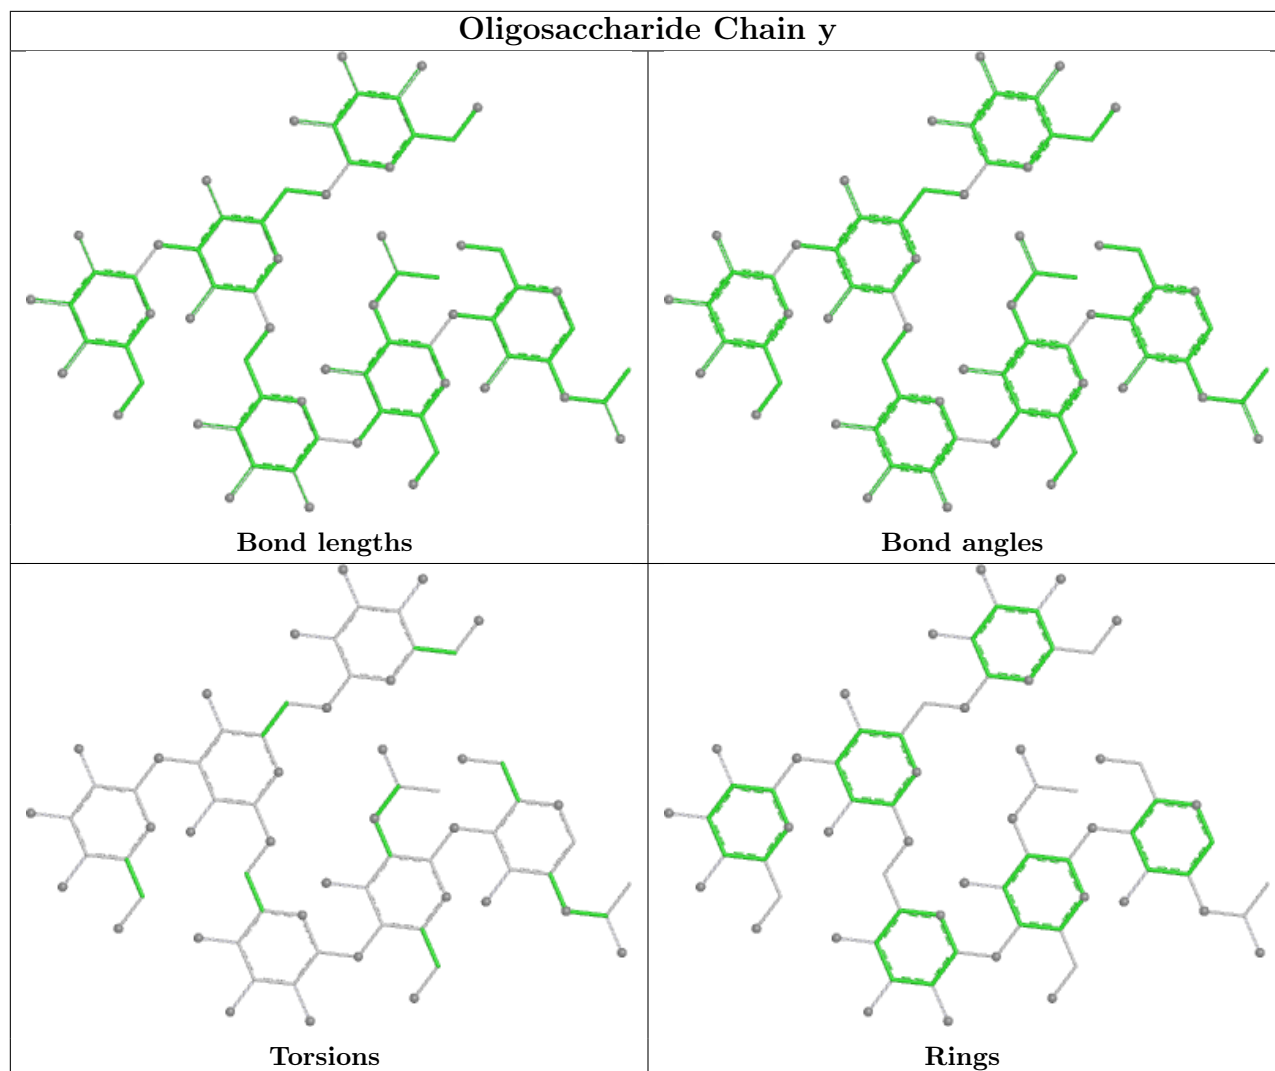 Oligosaccharide Chain y
Bond lengths
Bond angles
Torsions
Rings